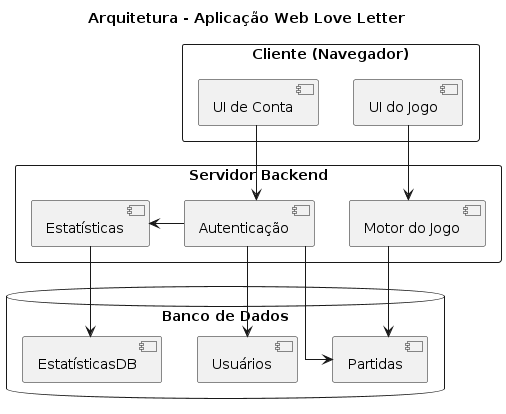 Arquitetura - Aplicação Web Love Letter
Cliente (Navegador)
UI de Conta
UI do Jogo
Servidor Backend
Estatísticas
Autenticação
Motor do Jogo
Banco de Dados
EstatísticasDB
Usuários
Partidas